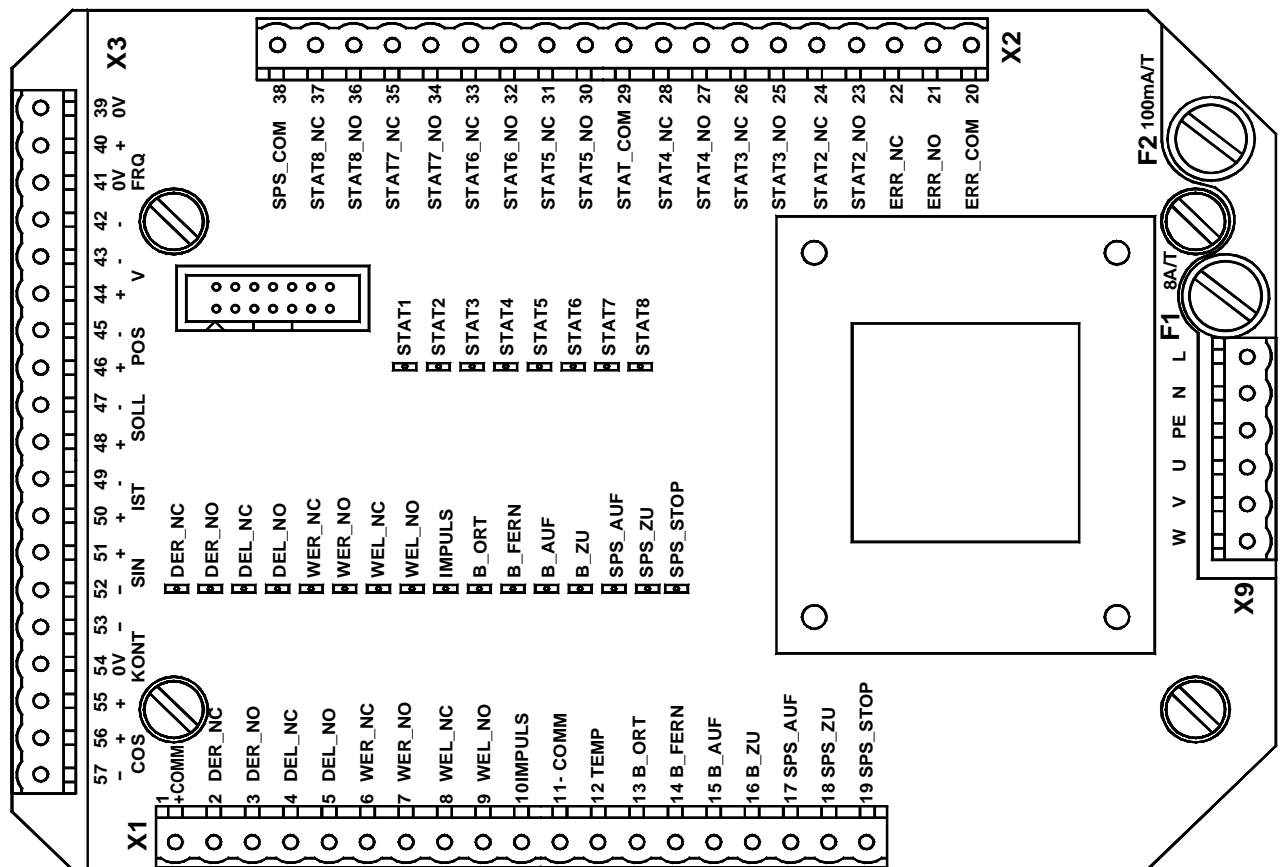 X3
39 0V
40 +
41 0V
FRQ
42 -
43 -
V
44 +
45 -
POS
46 +
47 -
SOLL
48 +
49 -
IST
50 +
51 +
SIN
52 -
53 -
KONT
54 0V
55 +
56 +
COS
57 -
X2
SPS_COM 38
STAT8_NC 37
STAT8_NO 36
STAT7_NC 35
STAT7_NO 34
STAT6_NC 33
STAT6_NO 32
STAT5_NC 31
STAT5_NO 30
STAT_COM 29
STAT4_NC 28
STAT4_NO 27
STAT3_NC 26
STAT3_NO 25
STAT2_NC 24
STAT2_NO 23
ERR_NC 22
ERR_NO 21
ERR_COM 20
F2 100mA/T
F1 8A/T
STAT1
STAT2
STAT3
STAT4
STAT5
STAT6
STAT7
STAT8
DER_NC
DER_NO
DEL_NC
DEL_NO
WER_NC
WER_NO
WEL_NC
WEL_NO
IMPULS
B_ORT
B_FERN
B_AUF
B_ZU
SPS_AUF
SPS_ZU
SPS_STOP
X9
W V U PE N L
X1
1 +COMM
2 DER_NC
3 DER_NO
4 DEL_NC
5 DEL_NO
6 WER_NC
7 WER_NO
8 WEL_NC
9 WEL_NO
10IMPULS
11- COMM
12 TEMP
13 B_ORT
14 B_FERN
15 B_AUF
16 B_ZU
17 SPS_AUF
18 SPS_ZU
19 SPS_STOP